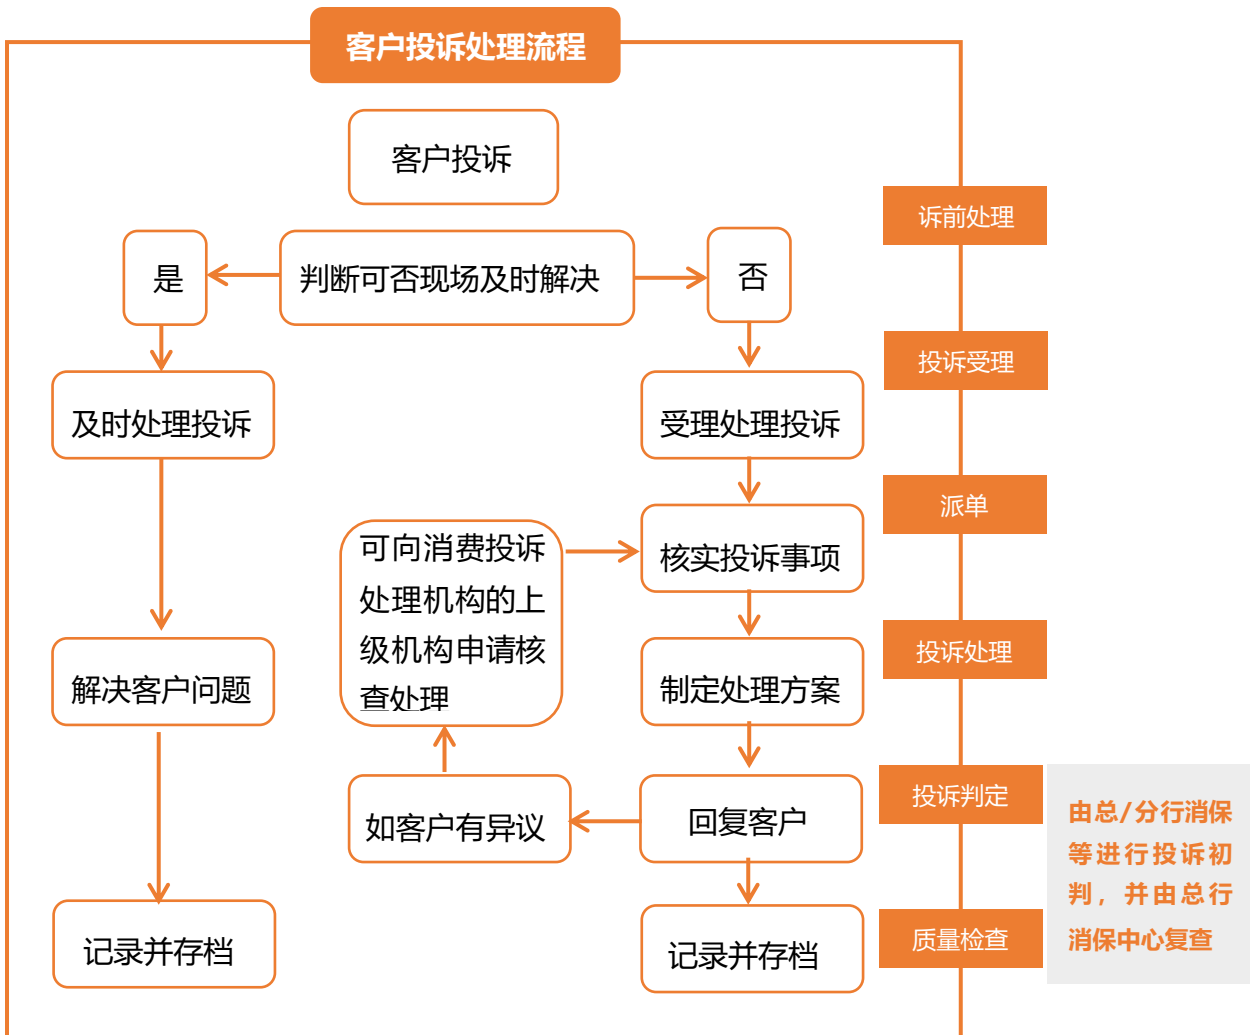 客户投诉处理流程
客户投诉
诉前处理
是
判断可否现场及时解决
否
投诉受理
及时处理投诉
受理处理投诉
派单
可向消费投诉
处理机构的上
级机构申请核
查处理
核实投诉事项
投诉处理
解决客户问题
制定处理方案
投诉判定
如客户有异议
回复客户
由总/分行消保
等进行投诉初
判，并由总行
消保中心复查
质量检查
记录并存档
记录并存档